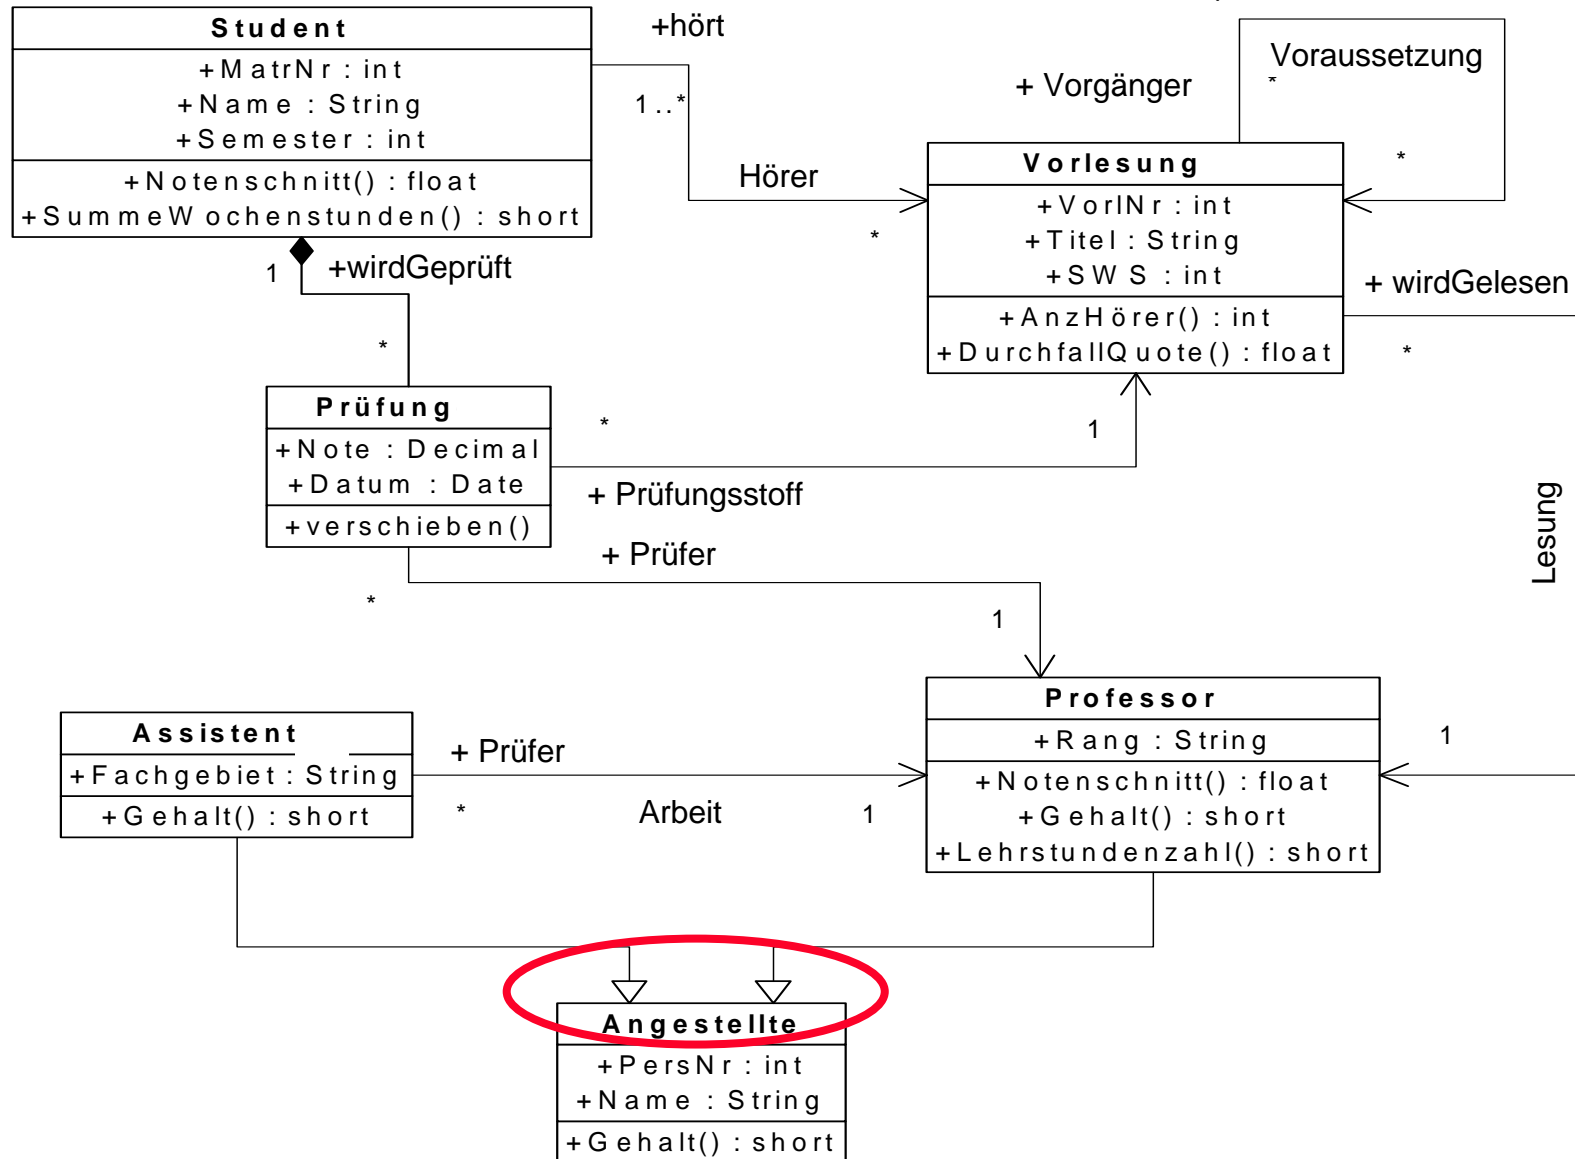 Student
+MatrNr : int
+Name : String
+Semester : int
+Notenschnitt() : float
+SummeWochenstunden() : short
+hört
1..*
Hörer
*
+ Vorgänger
Voraussetzung
*
*
Vorlesung
+VorlNr : int
+Titel : String
+SWS : int
+AnzHörer() : int
+DurchfallQuote() : float
+ wirdGelesen
*
1
+wirdGeprüft
*
Prüfung
+Note : Decimal
+Datum : Date
+verschieben()
*
1
+ Prüfungsstoff
+ Prüfer
*
1
Lesung
Assistent
+Fachgebiet : String
+Gehalt() : short
+ Prüfer
*
Arbeit
1
Professor
+Rang : String
+Notenschnitt() : float
+Gehalt() : short
+Lehrstundenzahl() : short
1
Angestellte
+PersNr : int
+Name : String
+Gehalt() : short